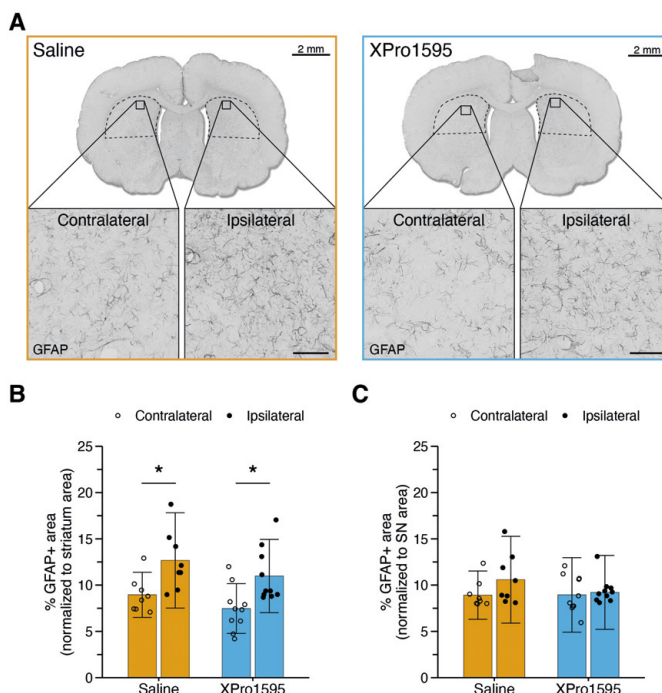 A
Saline
2 mm
XPro1595
2 mm
Contralateral
Ipsilateral
Contralateral
Ipsilateral
GFAP
GFAP
B
Contralateral
Ipsilateral
% GFAP+ area
(normalized to striatum area)
25
20
15
10
5
0
*
*
Saline
XPro1595
C
Contralateral
Ipsilateral
% GFAP+ area
(normalized to SN area)
25
20
15
10
5
0
Saline
XPro1595